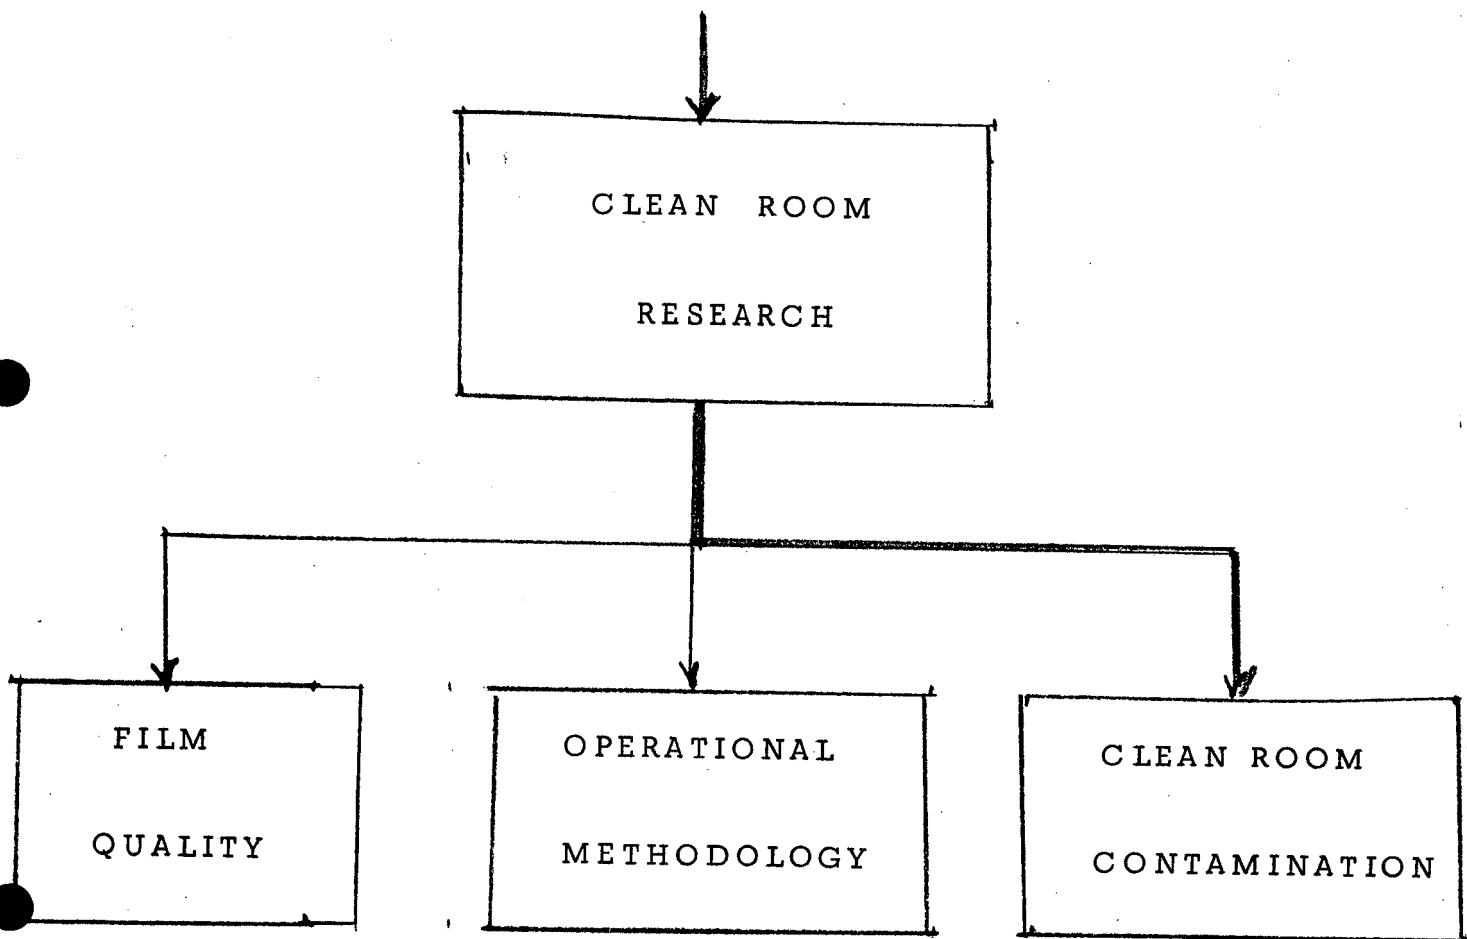 CLEAN ROOM
RESEARCH
FILM
QUALITY
OPERATIONAL
METHODOLOGY
CLEAN ROOM
CONTAMINATION